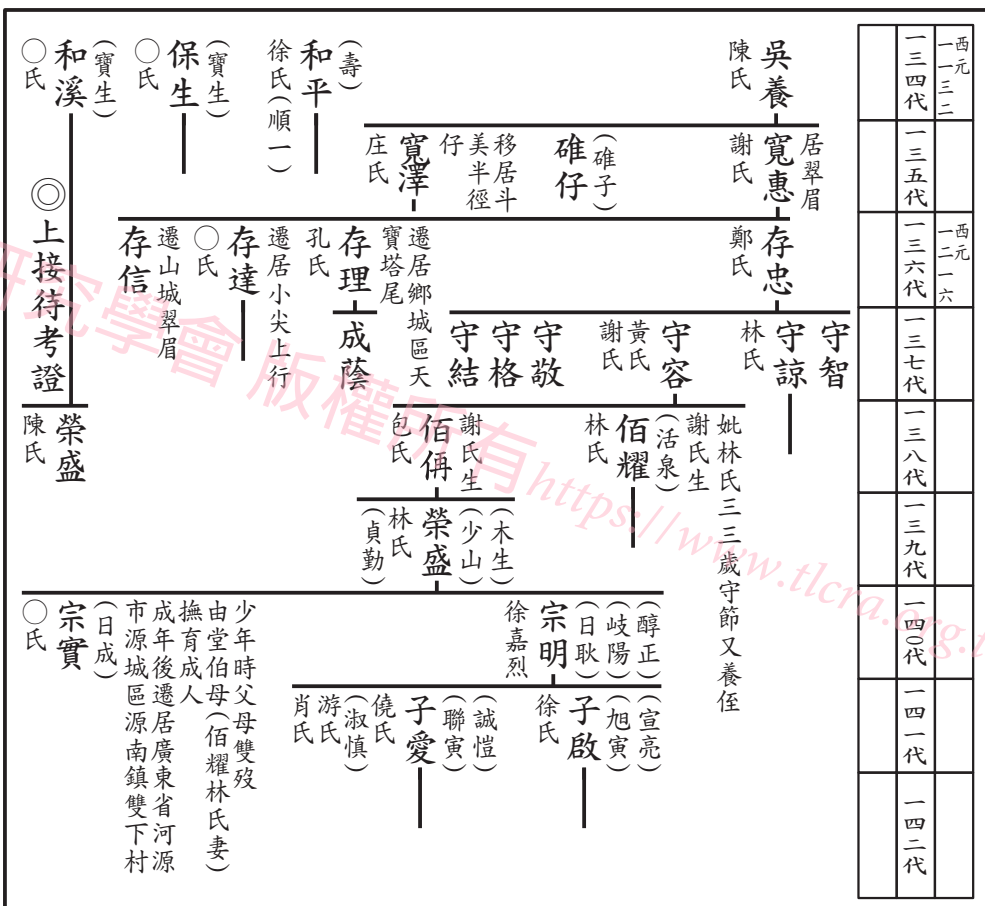 西元一一三二
西元一二一六
一三四代
一三五代
一三六代
一三七代
一三八代
一三九代
一四〇代
一四一代
一四二代
吳養
陳氏
(壽)
和平
徐氏(順一)
(寶生)
保生
○氏
(寶生)
和溪
○氏
◎上接待考證
居翠眉
寬惠
謝氏
(碓子)
碓仔
移居斗
美半徑
仔
寬澤
庄氏
存忠
鄭氏
遷居鄉城區天
寶塔尾
存理
孔氏
遷居小尖上行
存達
○氏
遷山城翠眉
存信
守智
守諒
林氏
守容
黃氏
謝氏
守敬
守格
守結
成蔭
妣林氏三三歲守節又養侄
謝氏生
(活泉)
佰耀
林氏
謝氏生
佰侢
包氏
榮盛
陳氏
(木生)
(少山)
榮盛
林氏
(貞勤)
(醇正)
(岐陽)
(日耿)
宗明
徐嘉烈
少年時父母雙歿
由堂伯母(佰耀林氏妻)
撫育成人
成年後遷居廣東省河源
市源城區源南鎮雙下村
(日成)
宗實
○氏
(宣亮)
(旭寅)
子啟
徐氏
(誠愷)
(聯寅)
子愛
僥氏
(淑慎)
游氏
肖氏
研究學會 版權所有https://www.tlcra.org.t